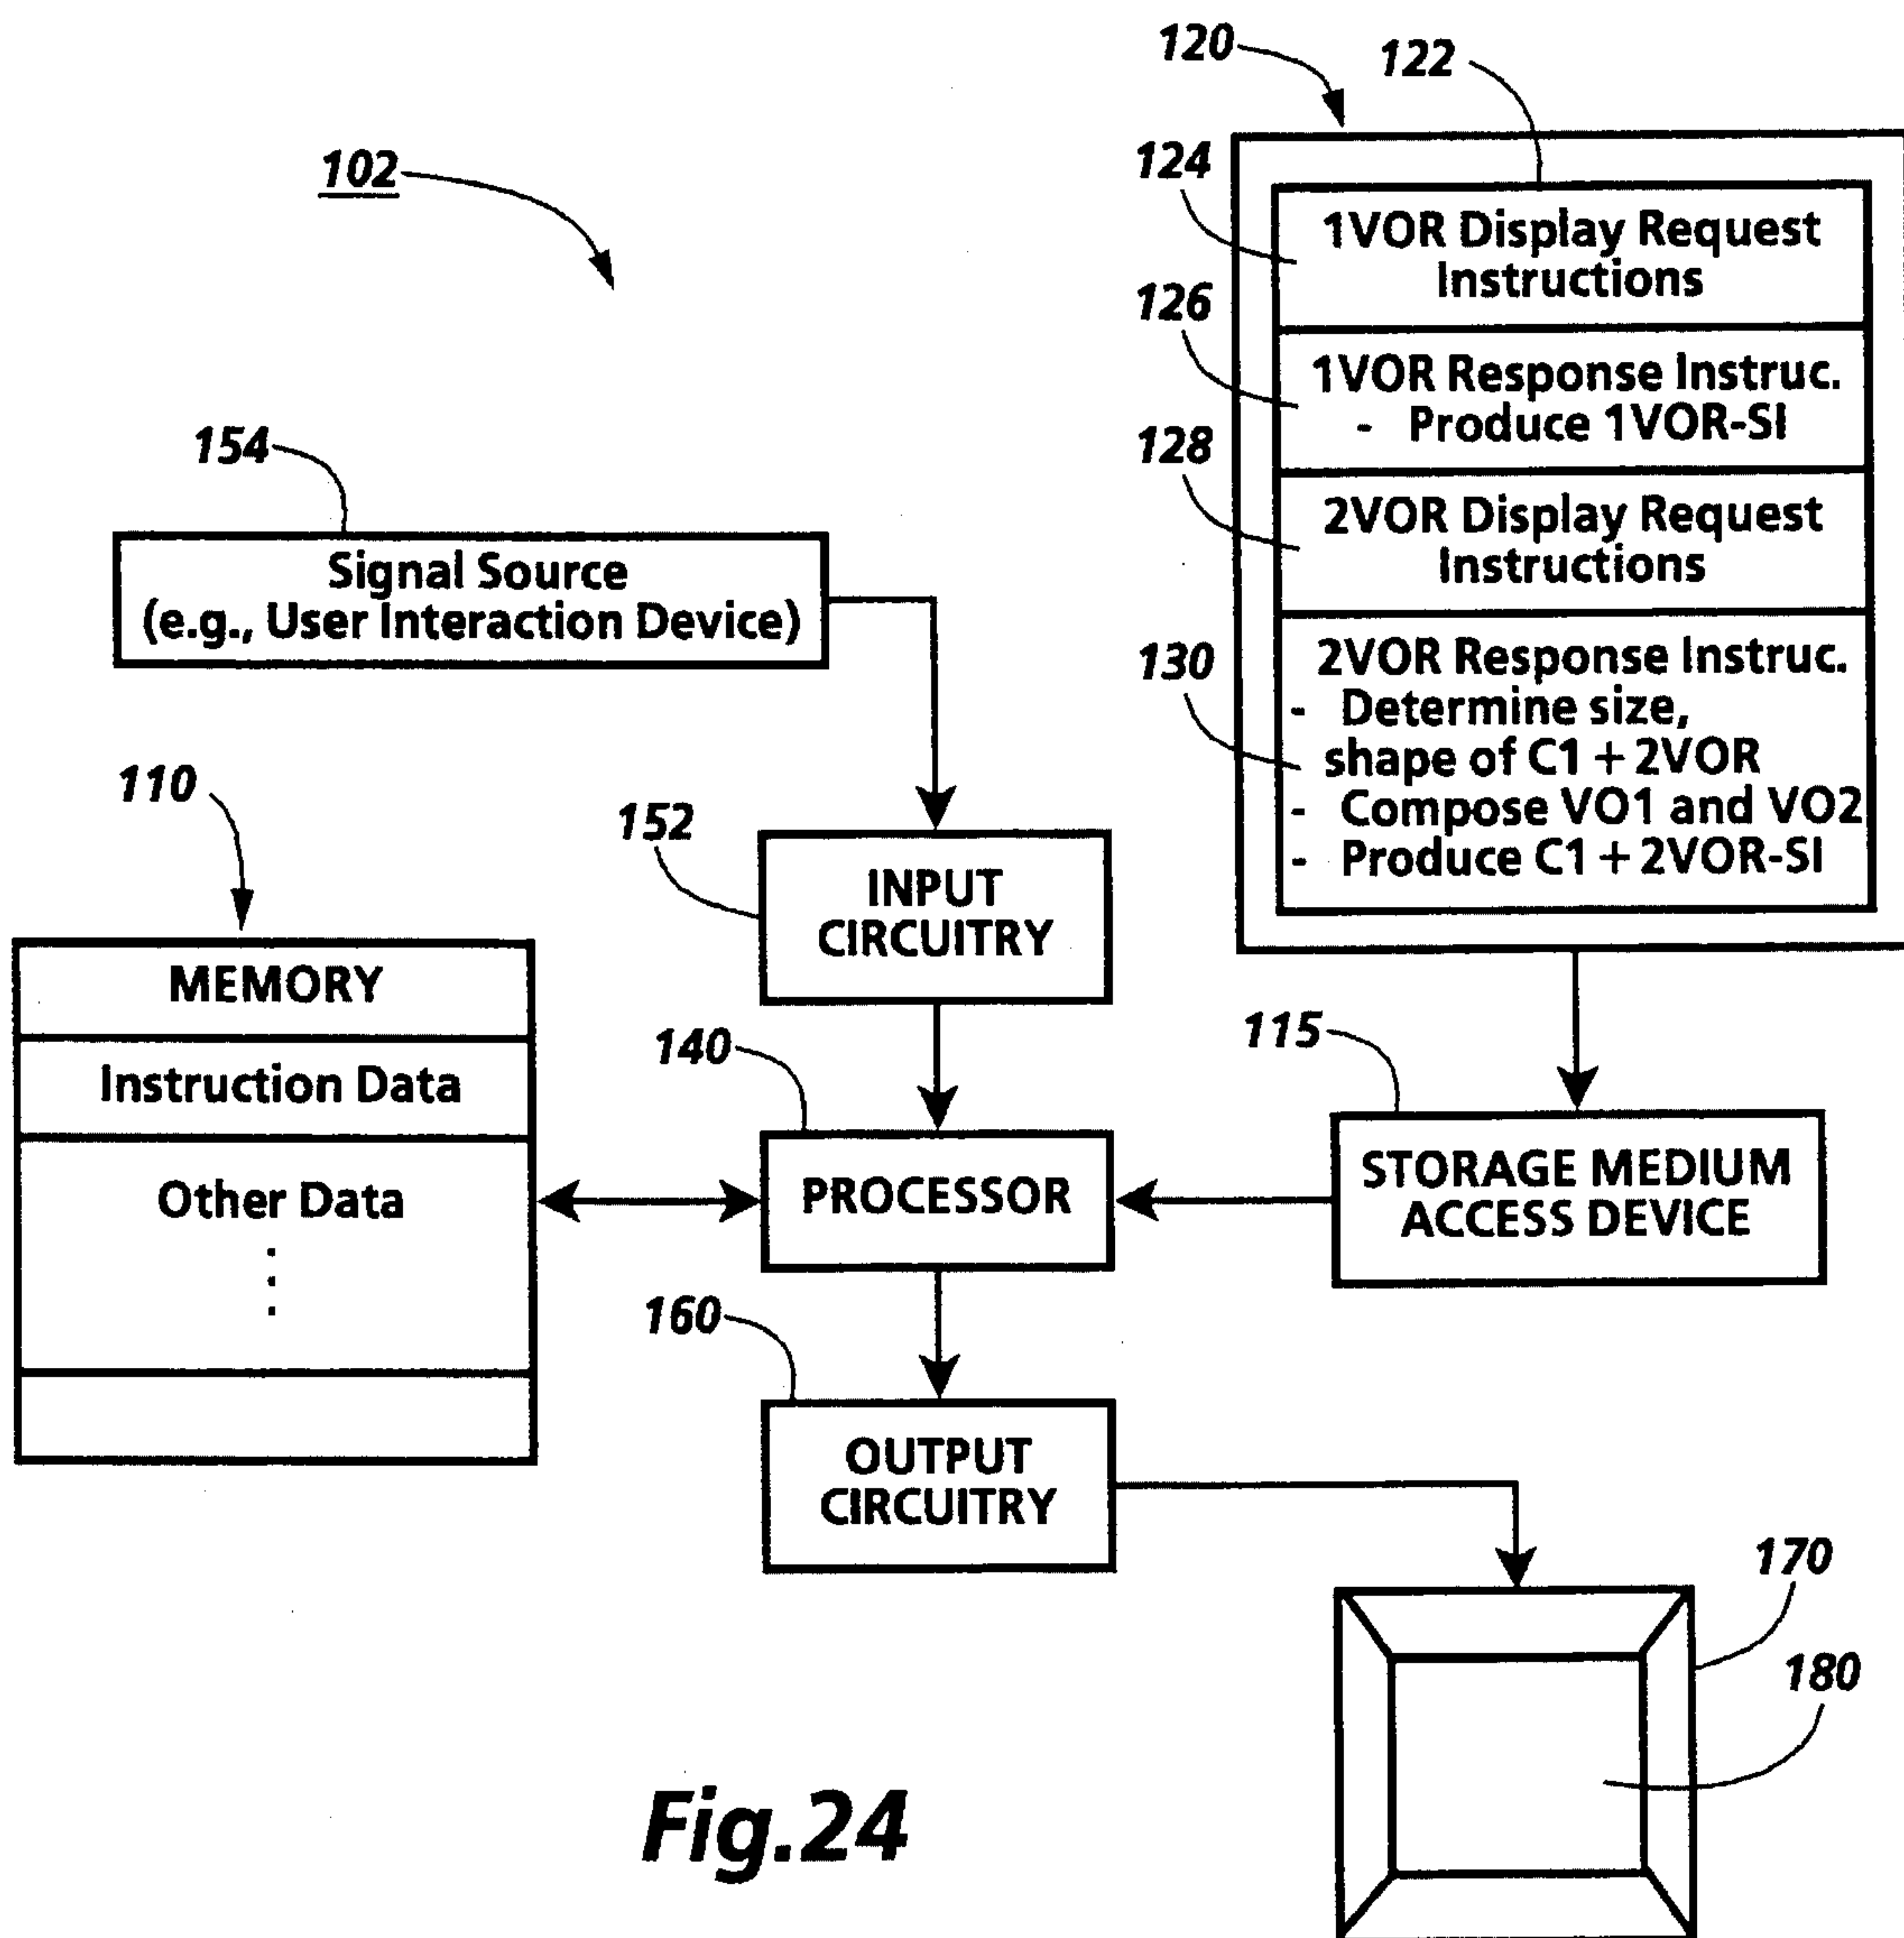 120
122
102
124
1VOR Display Request
Instructions
126
1VOR Response Instruc.
- Produce 1VOR-SI
128
2VOR Display Request
Instructions
130
2VOR Response Instruc.
- Determine size,
shape of C1 + 2VOR
- Compose VO1 and VO2
- Produce C1 + 2VOR-SI
154
Signal Source
(e.g., User Interaction Device)
110
152
INPUT
CIRCUITRY
MEMORY
Instruction Data
Other Data
140
PROCESSOR
115
STORAGE MEDIUM
ACCESS DEVICE
160
OUTPUT
CIRCUITRY
170
180
Fig.24